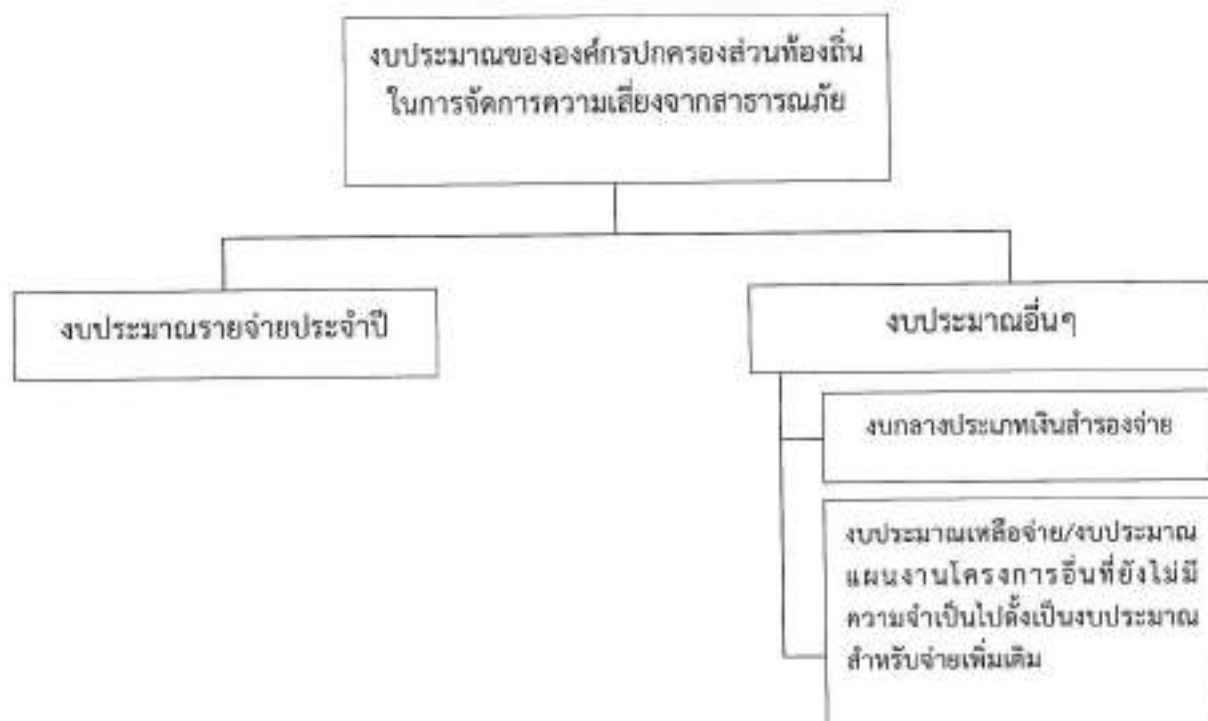 งบประมาณขององค์กรปกครองส่วนท้องถิ่น
ในการจัดการความเสี่ยงจากสาธารณภัย
งบประมาณรายจ่ายประจำปี
งบประมาณอื่นๆ
งบกลางประเภทเงินสำรองจ่าย
งบประมาณเหลือจ่าย/งบประมาณ
แผนงานโครงการอื่นที่ยังไม่มี
ความจำเป็นไปตั้งเป็นงบประมาณ
สำหรับจ่ายเพิ่มเติม